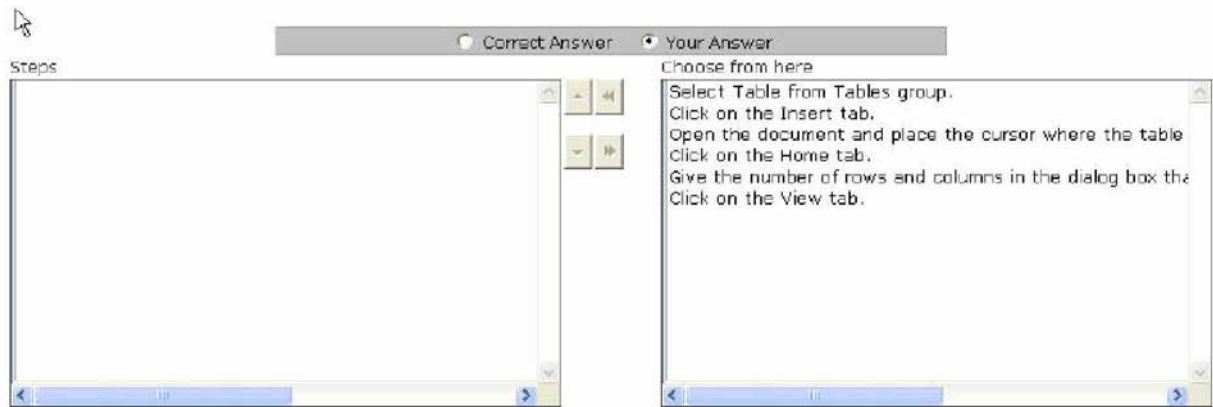 Correct Answer Your Answer
Steps
Choose from here
Select Table from Tables group.
Click on the Insert tab.
Open the document and place the cursor where the table
Click on the Home tab.
Give the number of rows and columns in the dialog box tha
Click on the View tab.